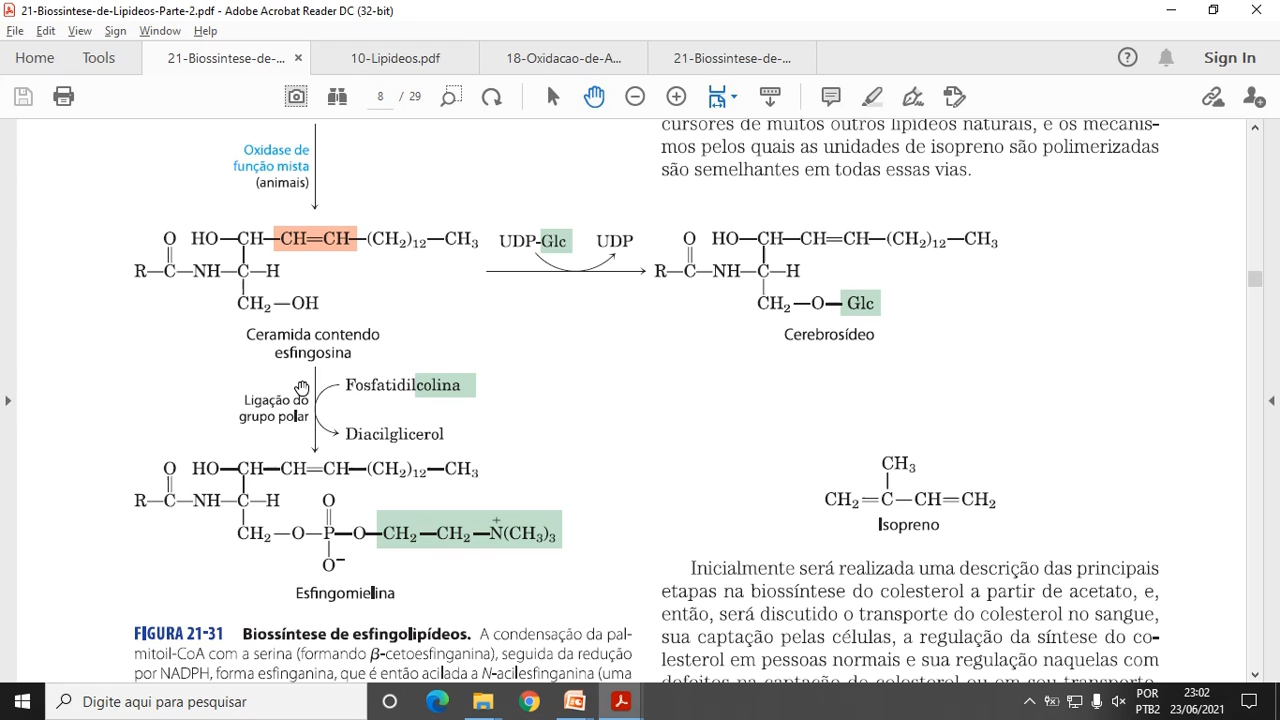 21-Biossintese-de-Lipideos-Parte-2.pdf - Adobe Acrobat Reader DC (32-bit)
File Edit View Sign Window Help
Home Tools 21-Biossintese-de-... × 10-Lipideos.pdf 18-Oxidacao-de-A... 21-Biossintese-de-... Sign In
8 / 29
Oxidase de
função mista
(animais)
O HO—CH—CH=CH—(CH₂)₁₂—CH₃
R—C—NH—C—H
CH₂—OH
Ceramida contendo
esfingosina
UDP-Glc UDP
O HO—CH—CH=CH—(CH₂)₁₂—CH₃
R—C—NH—C—H
CH₂—O—Glc
Cerebrosídeo
Ligação do
grupo polar
Fosfatidilcolina
Diacilglicerol
O HO—CH—CH=CH—(CH₂)₁₂—CH₃
R—C—NH—C—H O
CH₂—O—P—O—CH₂—CH₂—N⁺(CH₃)₃
O⁻
Esfingomielina
FIGURA 21-31 Biossíntese de esfingolipídeos. A condensação da pal-
mitoil-CoA com a serina (formando β-cetoesfinganina), seguida da redução
por NADPH, forma esfinganina, que é então acilada a N-acilesfinganina (uma
cursores de muitos outros lipídeos naturais, e os mecanis-
mos pelos quais as unidades de isopreno são polimerizadas
são semelhantes em todas essas vias.
CH₃
CH₂=C—CH=CH₂
Isopreno
Inicialmente será realizada uma descrição das principais
etapas na biossíntese do colesterol a partir de acetato, e,
então, será discutido o transporte do colesterol no sangue,
sua captação pelas células, a regulação da síntese do co-
lesterol em pessoas normais e sua regulação naquelas com
defeitos na captação do colesterol ou em seu transporte.
Digite aqui para pesquisar
POR
PTB2
23:02
23/06/2021